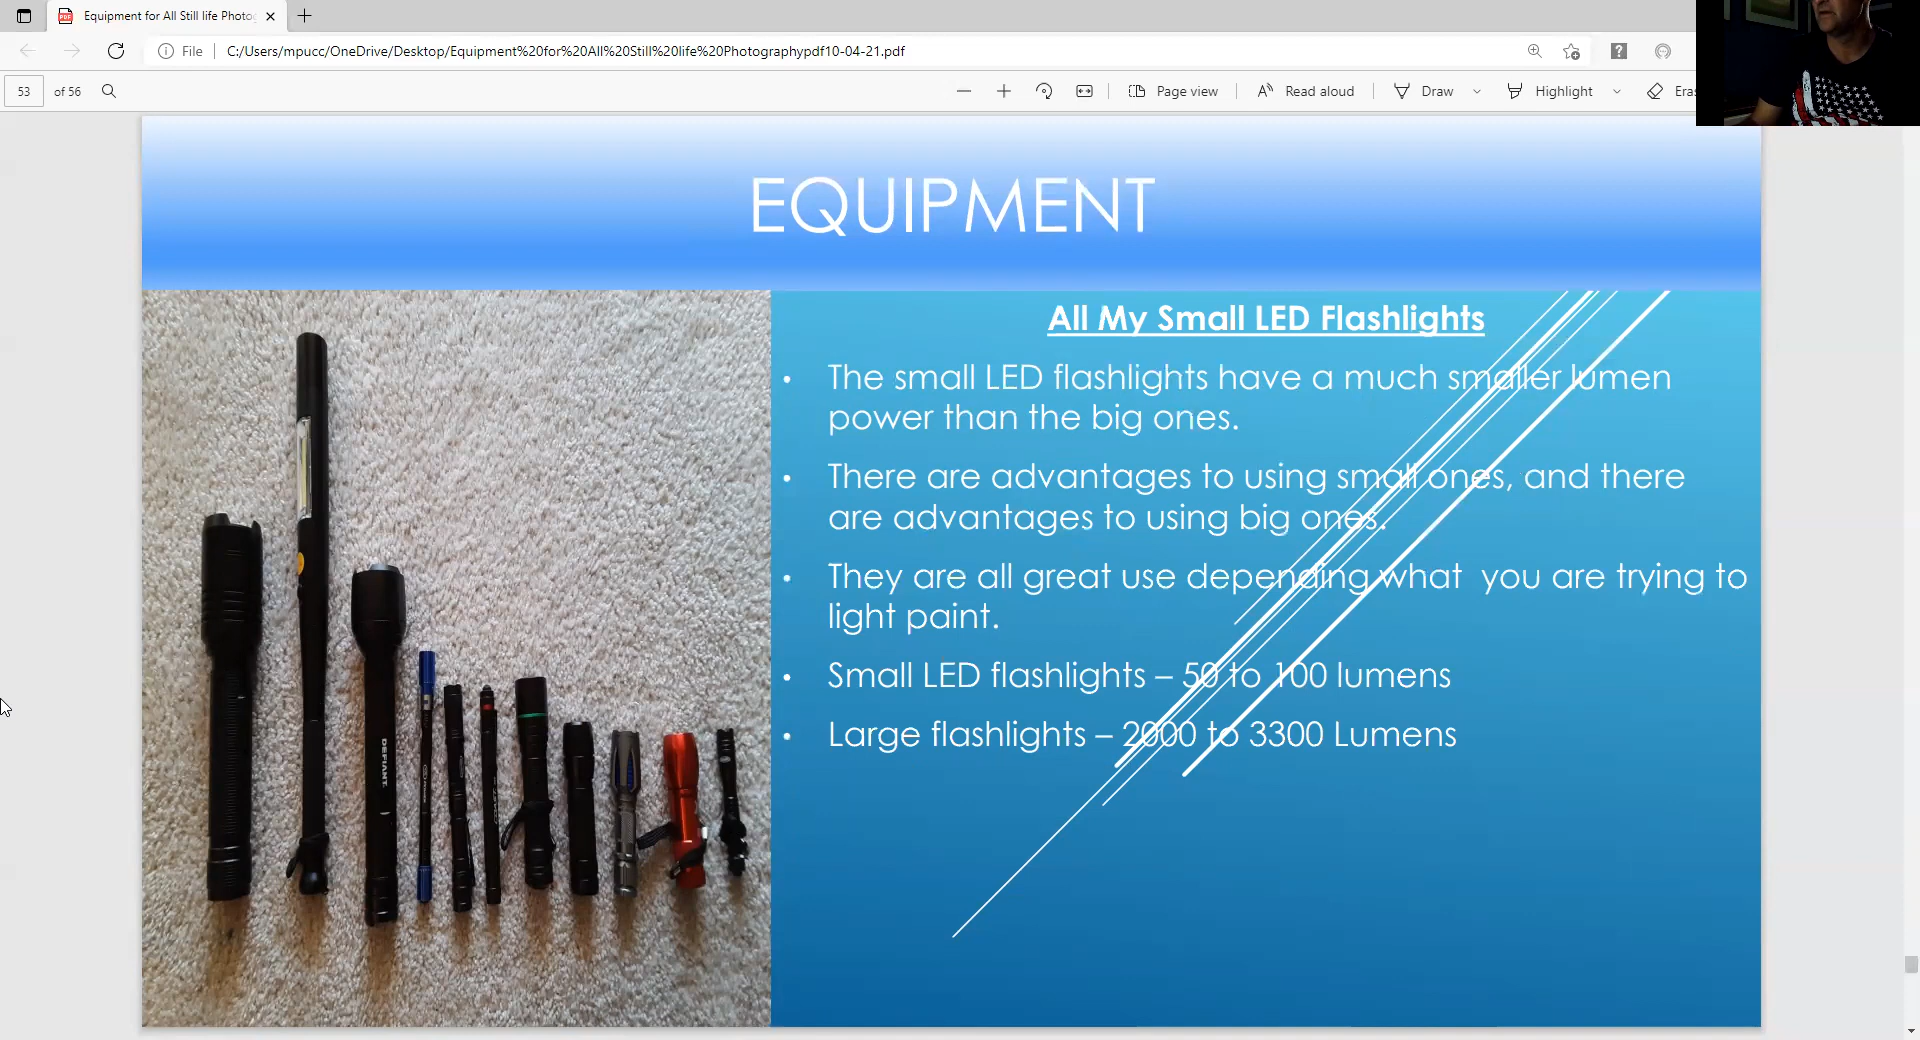 Equipment for All Still life Photog
File
C:/Users/mpucc/OneDrive/Desktop/Equipment%20for%20All%20Still%20life%20Photographypdf10-04-21.pdf
53 of 56
Page view
Read aloud
Draw
Highlight
Eras
EQUIPMENT
All My Small LED Flashlights
• The small LED flashlights have a much smaller lumen
power than the big ones.
• There are advantages to using small ones, and there
are advantages to using big ones.
• They are all great use depending what you are trying to
light paint.
• Small LED flashlights – 50 to 100 lumens
• Large flashlights – 2000 to 3300 Lumens
DEFIANT